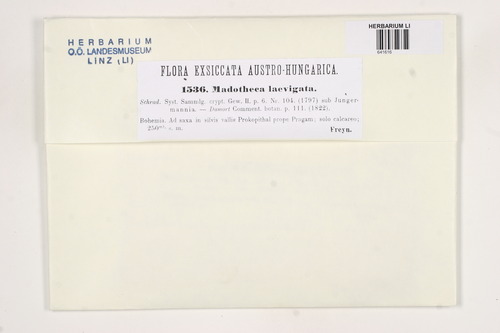 HERBARIUM
O.Ö. LANDESMUSEUM
LINZ (LI)
HERBARIUM LI
FLORA EXSICCATA AUSTRO-HUNGARICA.
1536. Madotheca laevigata.
Schrad. Syst. Samml. crypt. Gew. II. p. 6. Nr. 104. (1797) sub Junger-
mannia. — Dumort Comment. botan. p. 111. (1822).
Bohemia. Ad saxa in silvis vallis Prokopithal prope Pragam; solo calcareo;
250 s. m.
Freyn.